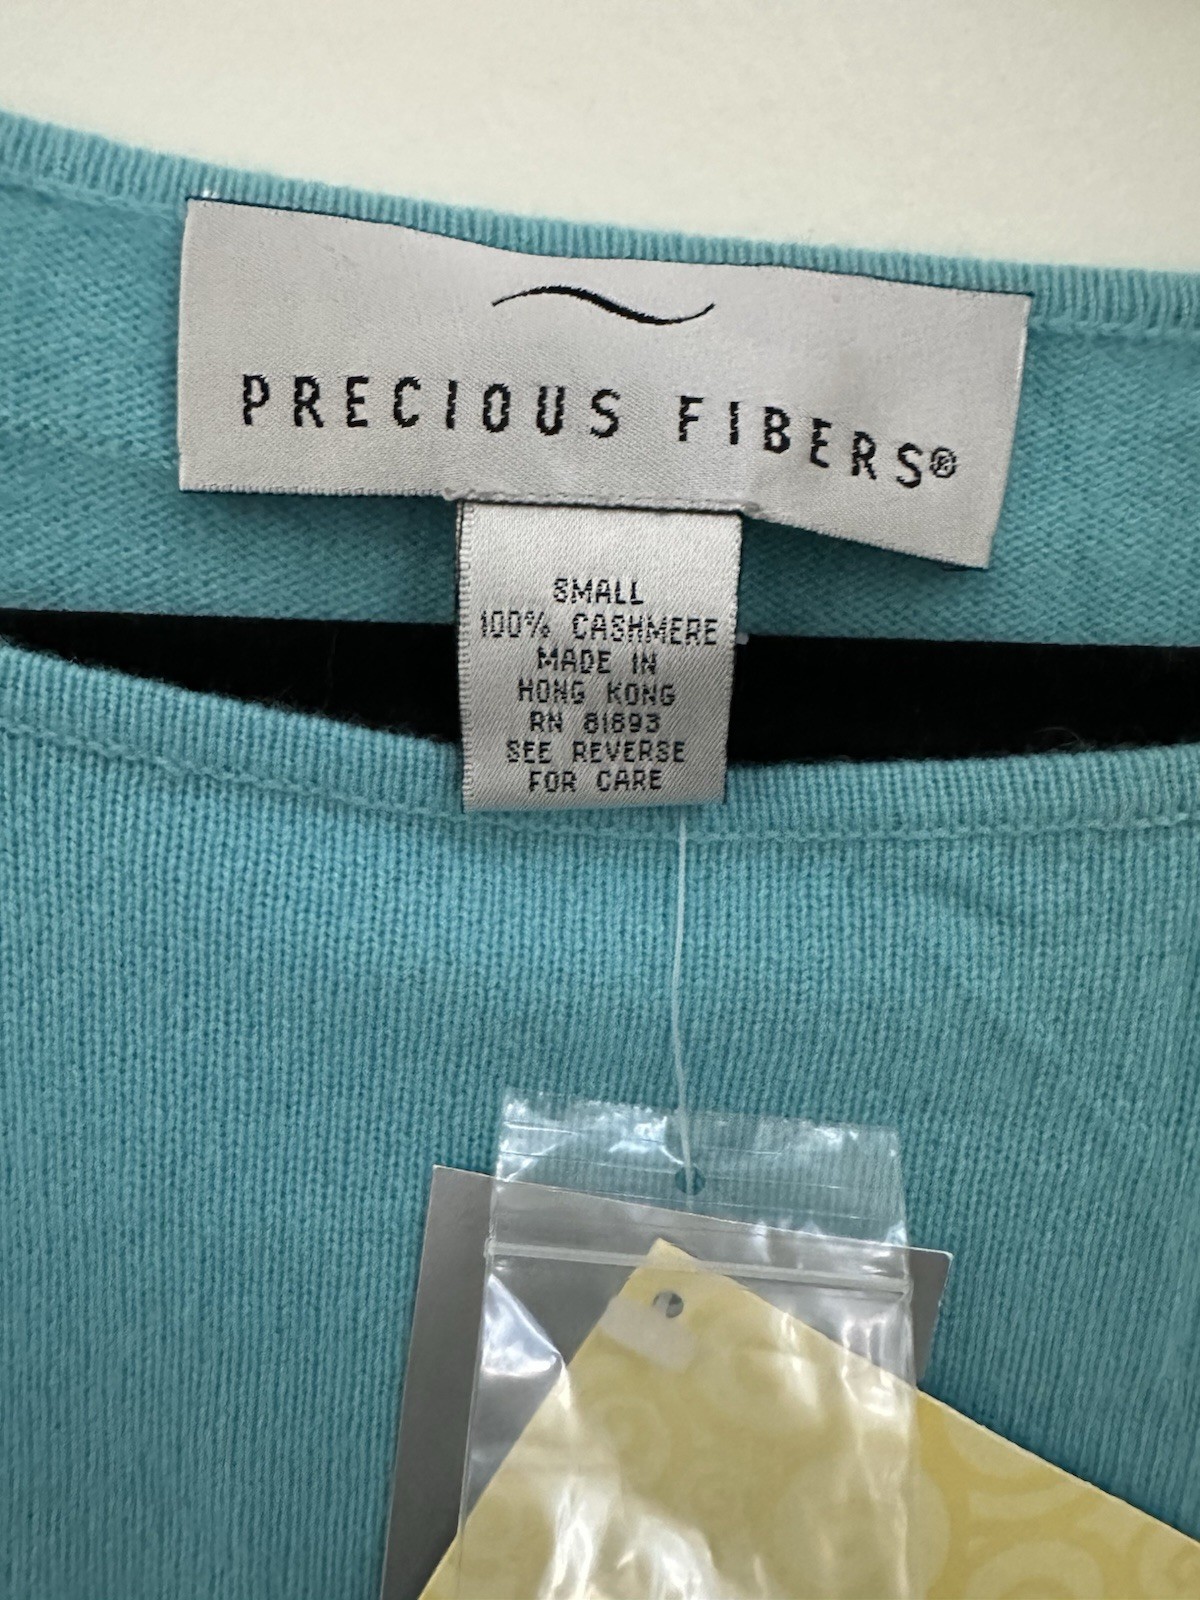 PRECIOUS FIBERS®
SMALL
100% CASHMERE
MADE IN
HONG KONG
RN 81893
SEE REVERSE
FOR CARE